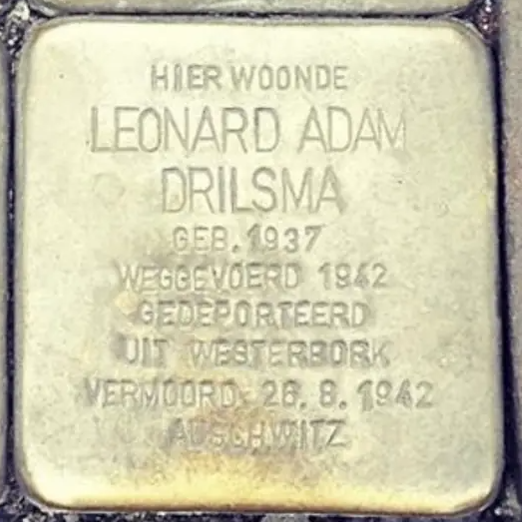 HIER WOONDE
LEONARD ADAM
DRILSMA
GEB. 1937
WEGGEVOERD 1942
GEDEPORTEERD
UIT WESTERBORK
VERMOORD 28. 8. 1942
AUSCHWITZ